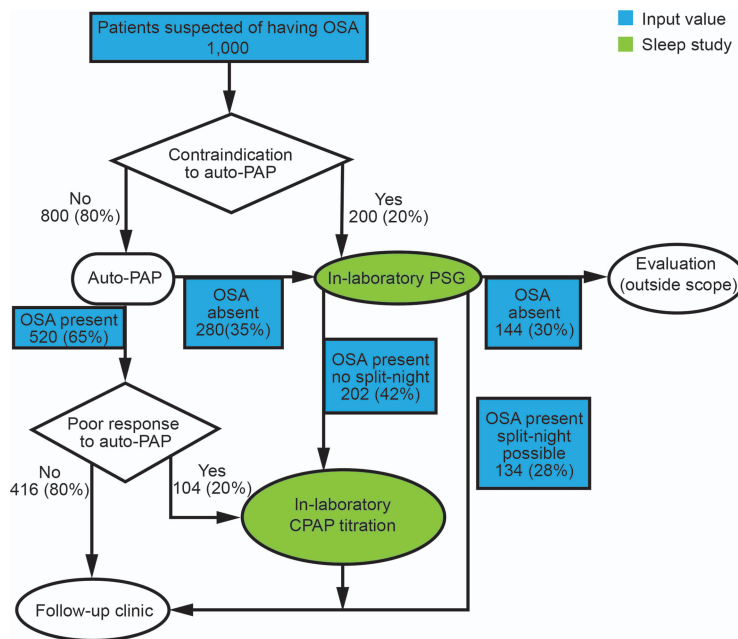 Patients suspected of having OSA
1,000
Input value
Sleep study
Contraindication
to auto-PAP
No
800 (80%)
Yes
200 (20%)
Auto-PAP
In-laboratory PSG
Evaluation
(outside scope)
OSA present
520 (65%)
OSA
absent
280(35%)
OSA
absent
144 (30%)
OSA present
no split-night
202 (42%)
OSA present
split-night
possible
134 (28%)
Poor response
to auto-PAP
No
416 (80%)
Yes
104 (20%)
In-laboratory
CPAP titration
Follow-up clinic